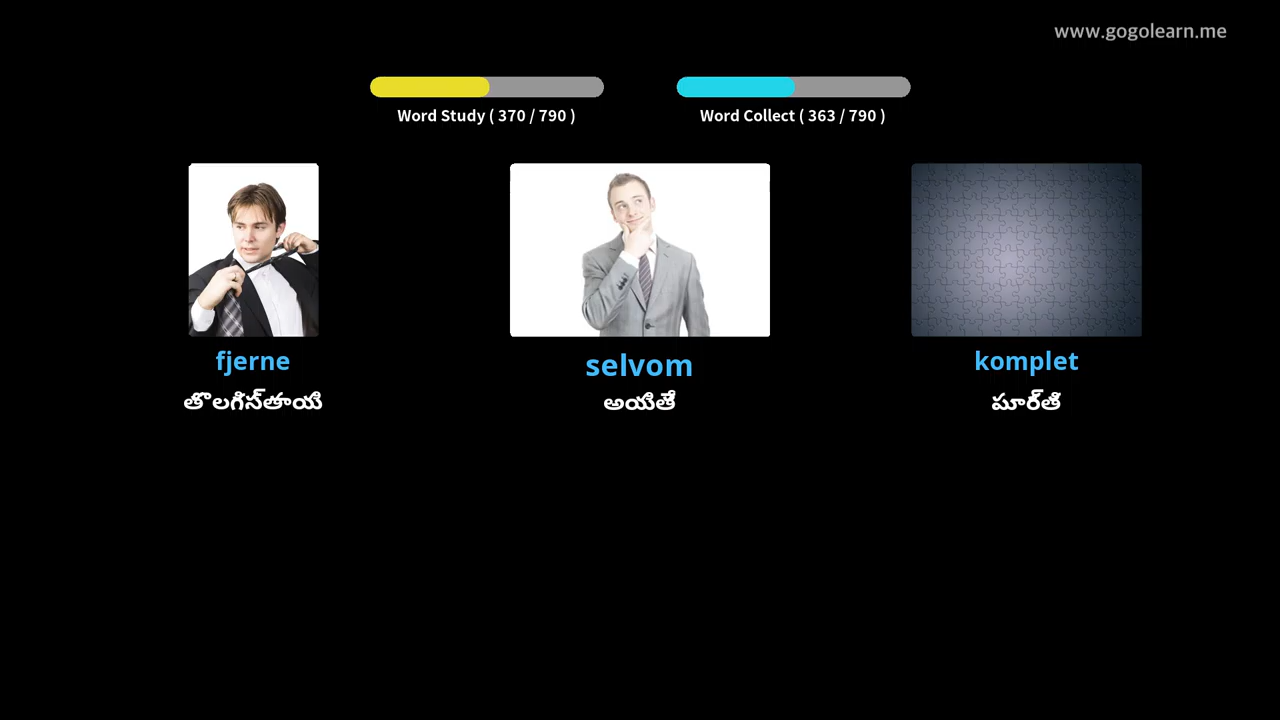 www.gogolearn.me
Word Study ( 370 / 790 )
Word Collect ( 363 / 790 )
fjerne
selvom
komplet
తొలగిస్తాయి
అయితే
పూర్తి